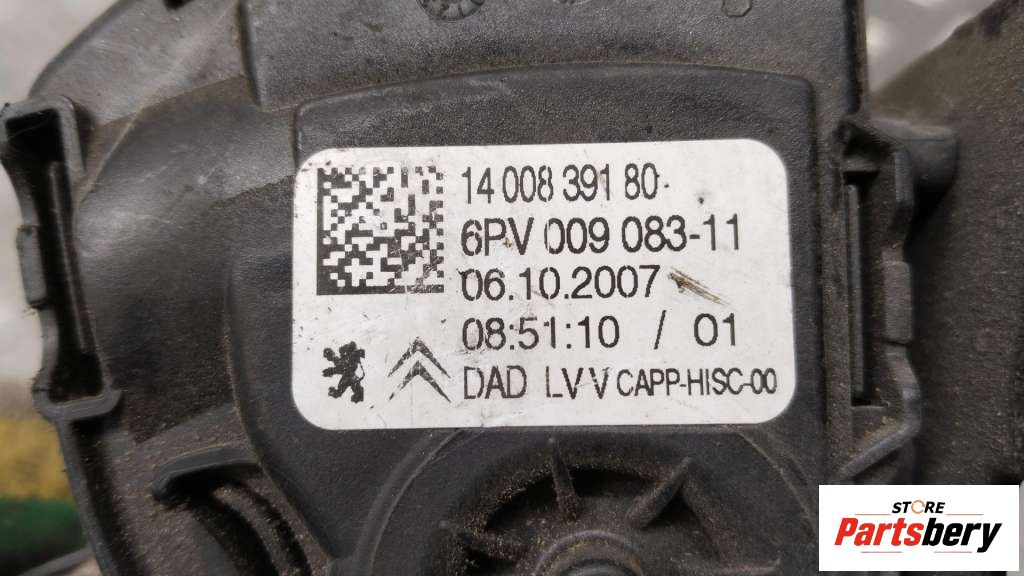 14 008 391 80
6PV 009 083-11
06.10.2007
08:51:10 / 01
DAD LVV CAPP-HISC-00
STORE
Partsbery